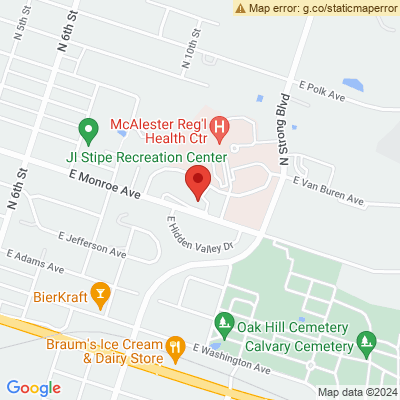 Map error: g.co/staticmaperror
N 5th St
N 6th St
N 10th St
E Polk Ave
N Strong Blvd
McAlester Reg'l
Health Ctr
H
Jl Stipe Recreation Center
E Monroe Ave
E Van Buren Ave
N 6th St
E Hidden Valley Dr
E Jefferson Ave
E Adams Ave
BierKraft
Oak Hill Cemetery
Calvary Cemetery
Braum's Ice Cream
& Dairy Store
E Washington Ave
Google
Map data ©2024